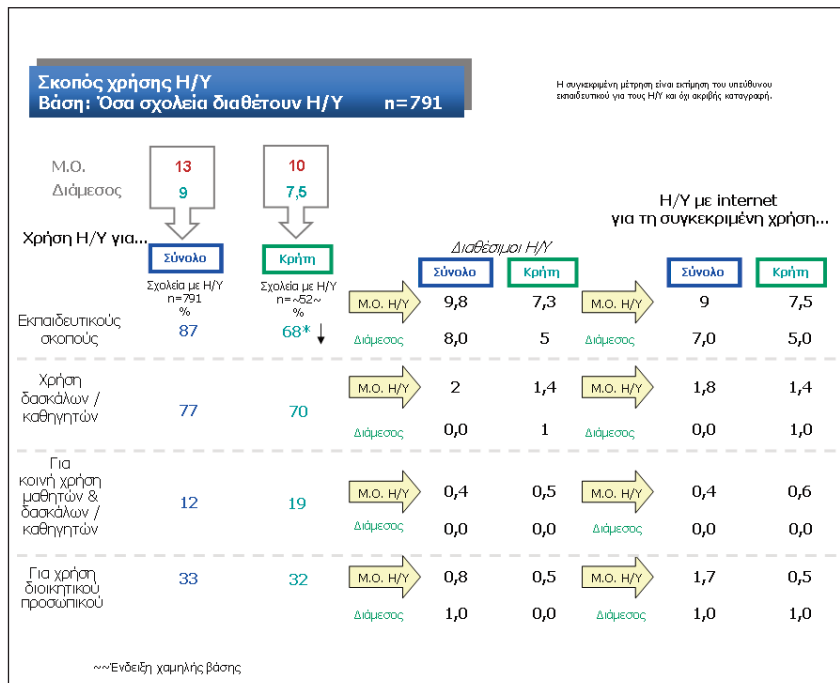 Σκοπός χρήσης Η/Υ
Βάση: Όσα σχολεία διαθέτουν Η/Υ n=791
Η συγκεκριμένη μέτρηση είναι εκτίμηση του υπεύθυνου
εκπαιδευτικού για τους Η/Υ και όχι ακριβής καταγραφή.
Μ.Ο. 13 10
Διάμεσος 9 7,5
Η/Υ με internet
για τη συγκεκριμένη χρήση...
Χρήση Η/Υ για...
Διαθέσιμοι Η/Υ
Σύνολο Κρήτη Σύνολο Κρήτη Σύνολο Κρήτη
Σχολεία με Η/Υ Σχολεία με Η/Υ
n=791 n=~52~
% %
Μ.Ο. Η/Υ 9,8 7,3 Μ.Ο. Η/Υ 9 7,5
Εκπαιδευτικούς
σκοπούς
87 68*
Διάμεσος 8,0 5 Διάμεσος 7,0 5,0
Χρήση
δασκάλων /
καθηγητών
77 70
Μ.Ο. Η/Υ 2 1,4 Μ.Ο. Η/Υ 1,8 1,4
Διάμεσος 0,0 1 Διάμεσος 0,0 1,0
Για
κοινή χρήση
μαθητών &
δασκάλων /
καθηγητών
12 19
Μ.Ο. Η/Υ 0,4 0,5 Μ.Ο. Η/Υ 0,4 0,6
Διάμεσος 0,0 0,0 Διάμεσος 0,0 0,0
Για χρήση
διοικητικού
προσωπικού
33 32
Μ.Ο. Η/Υ 0,8 0,5 Μ.Ο. Η/Υ 1,7 0,5
Διάμεσος 1,0 0,0 Διάμεσος 1,0 1,0
~~Ένδειξη χαμηλής βάσης